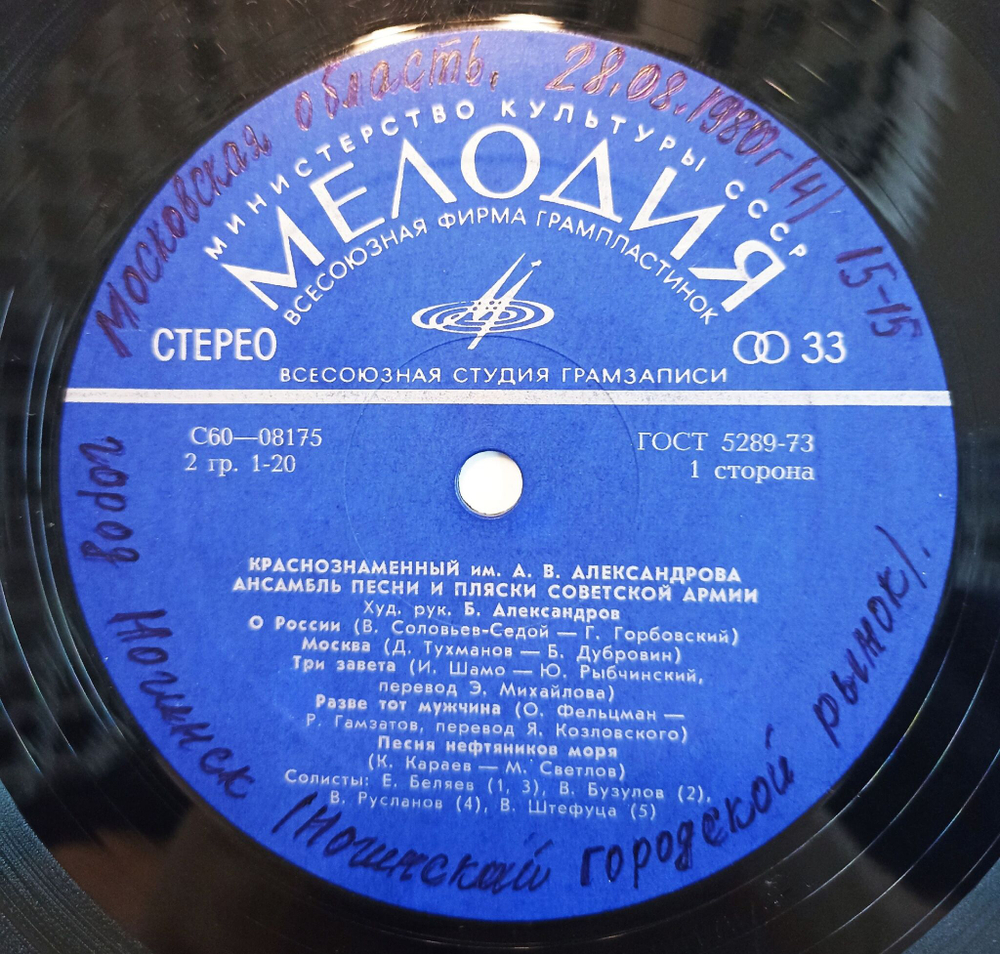 Московская область, 28.08.1980г (4) 15-15
МИНИСТЕРСТВО КУЛЬТУРЫ СССР
МЕЛОДИЯ
ВСЕСОЮЗНАЯ ФИРМА ГРАМПЛАСТИНОК
СТЕРЕО
33
ВСЕСОЮЗНАЯ СТУДИЯ ГРАМЗАПИСИ
С60—08175
ГОСТ 5289-73
2 гр. 1-20
1 сторона
КРАСНОЗНАМЕННЫЙ им. А. В. АЛЕКСАНДРОВА
АНСАМБЛЬ ПЕСНИ И ПЛЯСКИ СОВЕТСКОЙ АРМИИ
Худ. рук. Б. Александров
О России (В. Соловьев-Седой — Г. Горбовский)
Москва (Д. Тухманов — Б. Дубровин)
Три завета (И. Шамо — Ю. Рыбчинский,
перевод Э. Михайлова)
Разве тот мужчина (О. Фельцман —
Р. Гамзатов, перевод Я. Козловского)
Песня нефтяников моря
(К. Караев — М. Светлов)
Солисты: Е. Беляев (1, 3), В. Бузулов (2),
В. Русланов (4), В. Штефуца (5)
город Ногинск (Ногинский городской рынок).